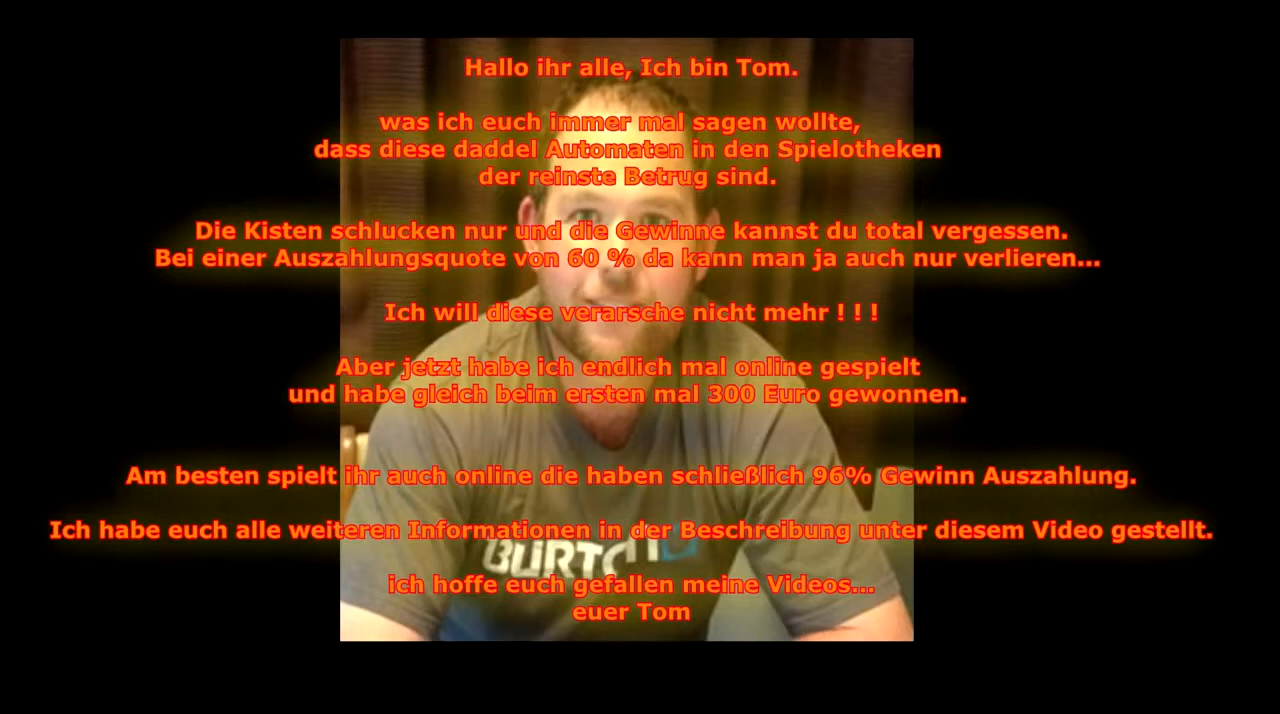 Hallo ihr alle, Ich bin Tom.
was ich euch immer mal sagen wollte,
dass diese daddel Automaten in den Spielotheken
der reinste Betrug sind.
Die Kisten schlucken nur und die Gewinne kannst du total vergessen.
Bei einer Auszahlungsquote von 60 % da kann man ja auch nur verlieren...
Ich will diese verarsche nicht mehr ! ! !
Aber jetzt habe ich endlich mal online gespielt
und habe gleich beim ersten mal 300 Euro gewonnen.
Am besten spielt ihr auch online die haben schließlich 96% Gewinn Auszahlung.
Ich habe euch alle weiteren Informationen in der Beschreibung unter diesem Video gestellt.
ich hoffe euch gefallen meine Videos...
euer Tom